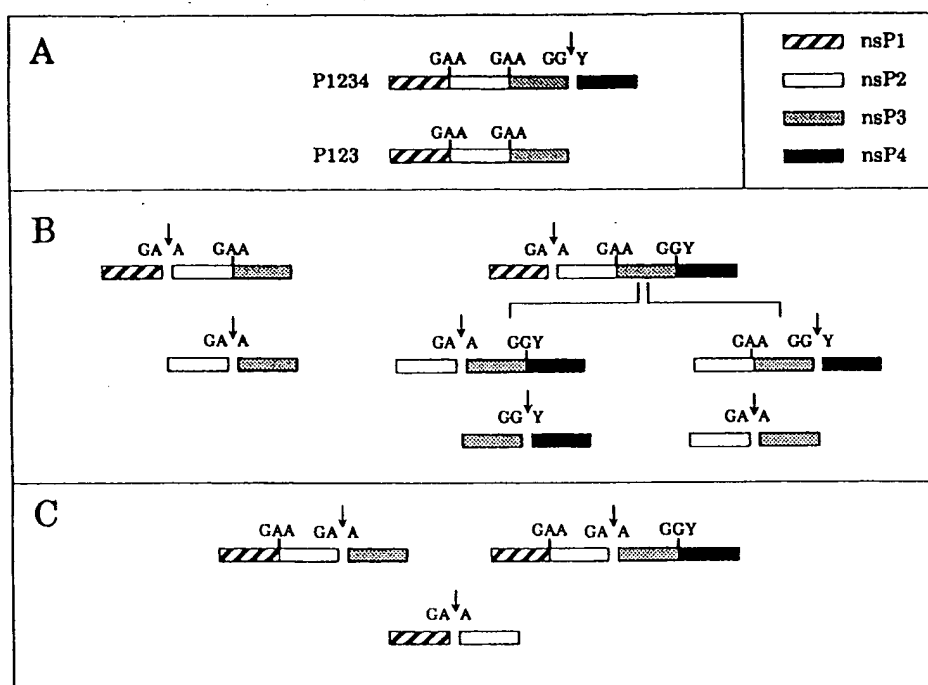 A
GAA GAA GG Y
P1234
GAA GAA
P123
nsP1
nsP2
nsP3
nsP4
B
GA A GAA
GA A GAA GGY
GA A
GA A GGY
GAA GG Y
GG Y
GA A
C
GAA GA A
GAA GA A GGY
GA A